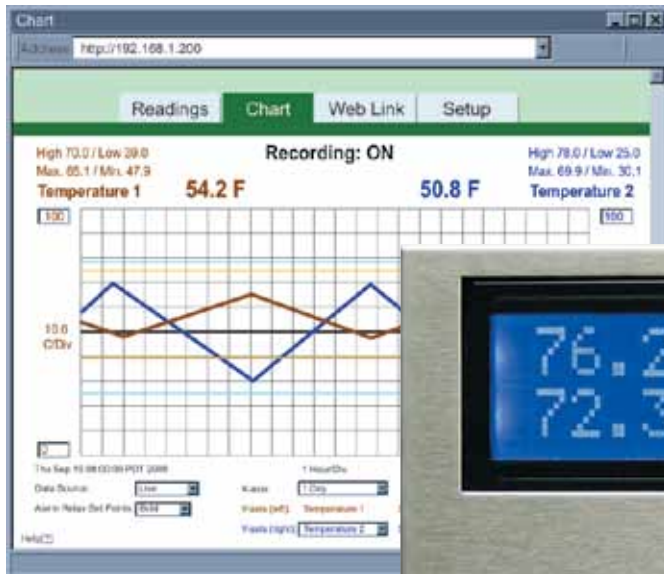 Chart
Address http://192.168.1.200
Readings Chart Web Link Setup
High 70.0 / Low 39.0 Recording: ON High 78.0 / Low 25.0
Max. 65.1 / Min. 47.9 Max. 69.9 / Min. 30.1
Temperature 1 54.2 F 50.8 F Temperature 2
100 100
10.0
C/Div
0
1 Hour/Div
Data Source: Live X-axis: 1 Day
Alarm Relay Set Points: Bold Y-axis (left): Temperature 1
Y-axis (right): Temperature 2
Help[?]
76.2
72.3